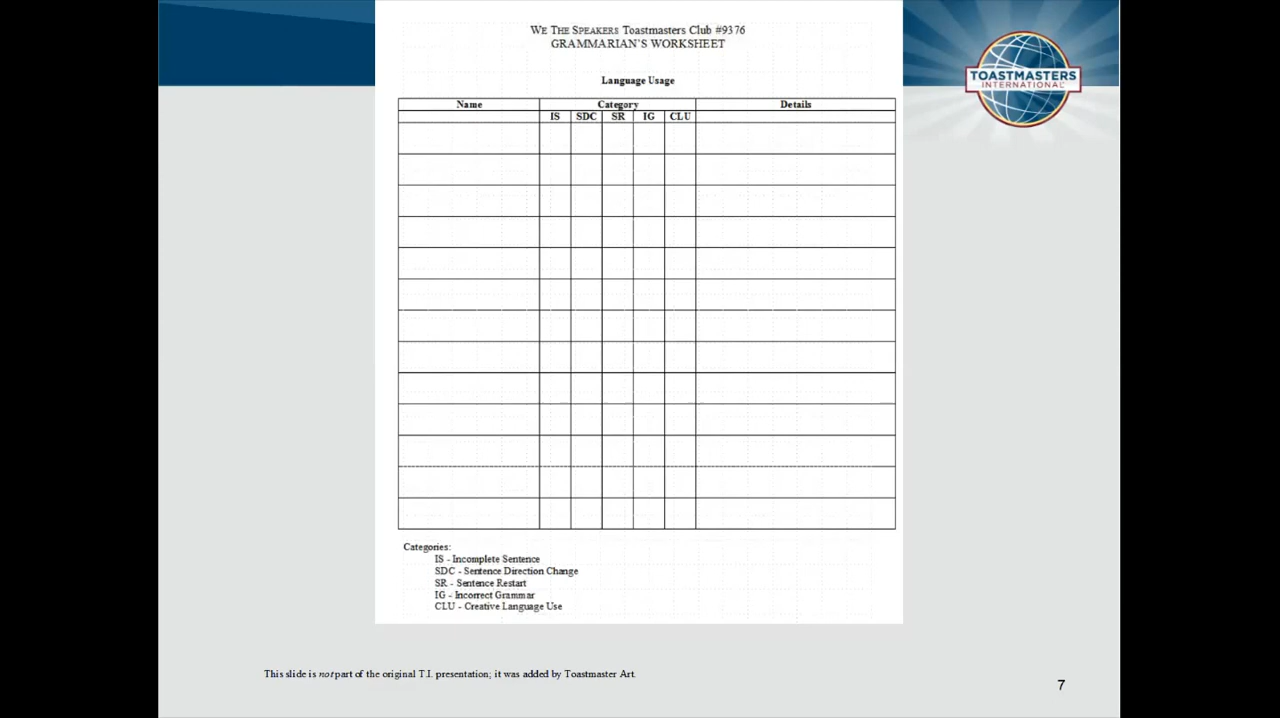 WE THE SPEAKERS Toastmasters Club #9376
GRAMMARIAN'S WORKSHEET
TOASTMASTERS
INTERNATIONAL
Language Usage
Name Category Details
IS SDC SR IG CLU
Categories:
IS - Incomplete Sentence
SDC - Sentence Direction Change
SR - Sentence Restart
IG - Incorrect Grammar
CLU - Creative Language Use
This slide is not part of the original T.I. presentation; it was added by Toastmaster Art.
7